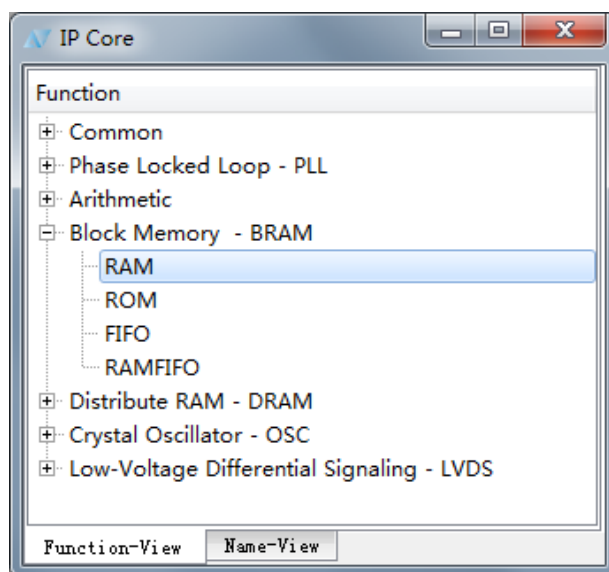 IP Core
Function
Common
Phase Locked Loop - PLL
Arithmetic
Block Memory - BRAM
RAM
ROM
FIFO
RAMFIFO
Distribute RAM - DRAM
Crystal Oscillator - OSC
Low-Voltage Differential Signaling - LVDS
Function-View Name-View